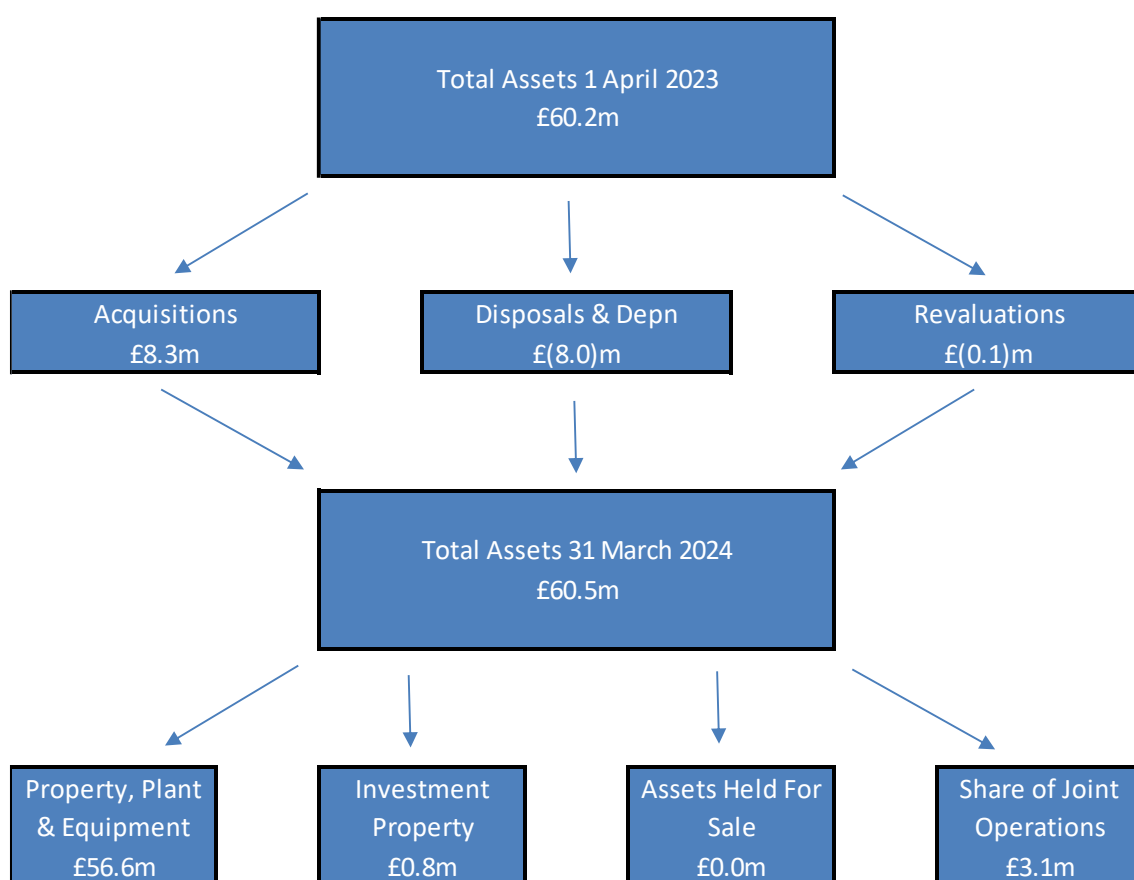 Total Assets 1 April 2023
£60.2m
Acquisitions
£8.3m
Disposals & Depn
£(8.0)m
Revaluations
£(0.1)m
Total Assets 31 March 2024
£60.5m
Property, Plant
& Equipment
£56.6m
Investment
Property
£0.8m
Assets Held For
Sale
£0.0m
Share of Joint
Operations
£3.1m